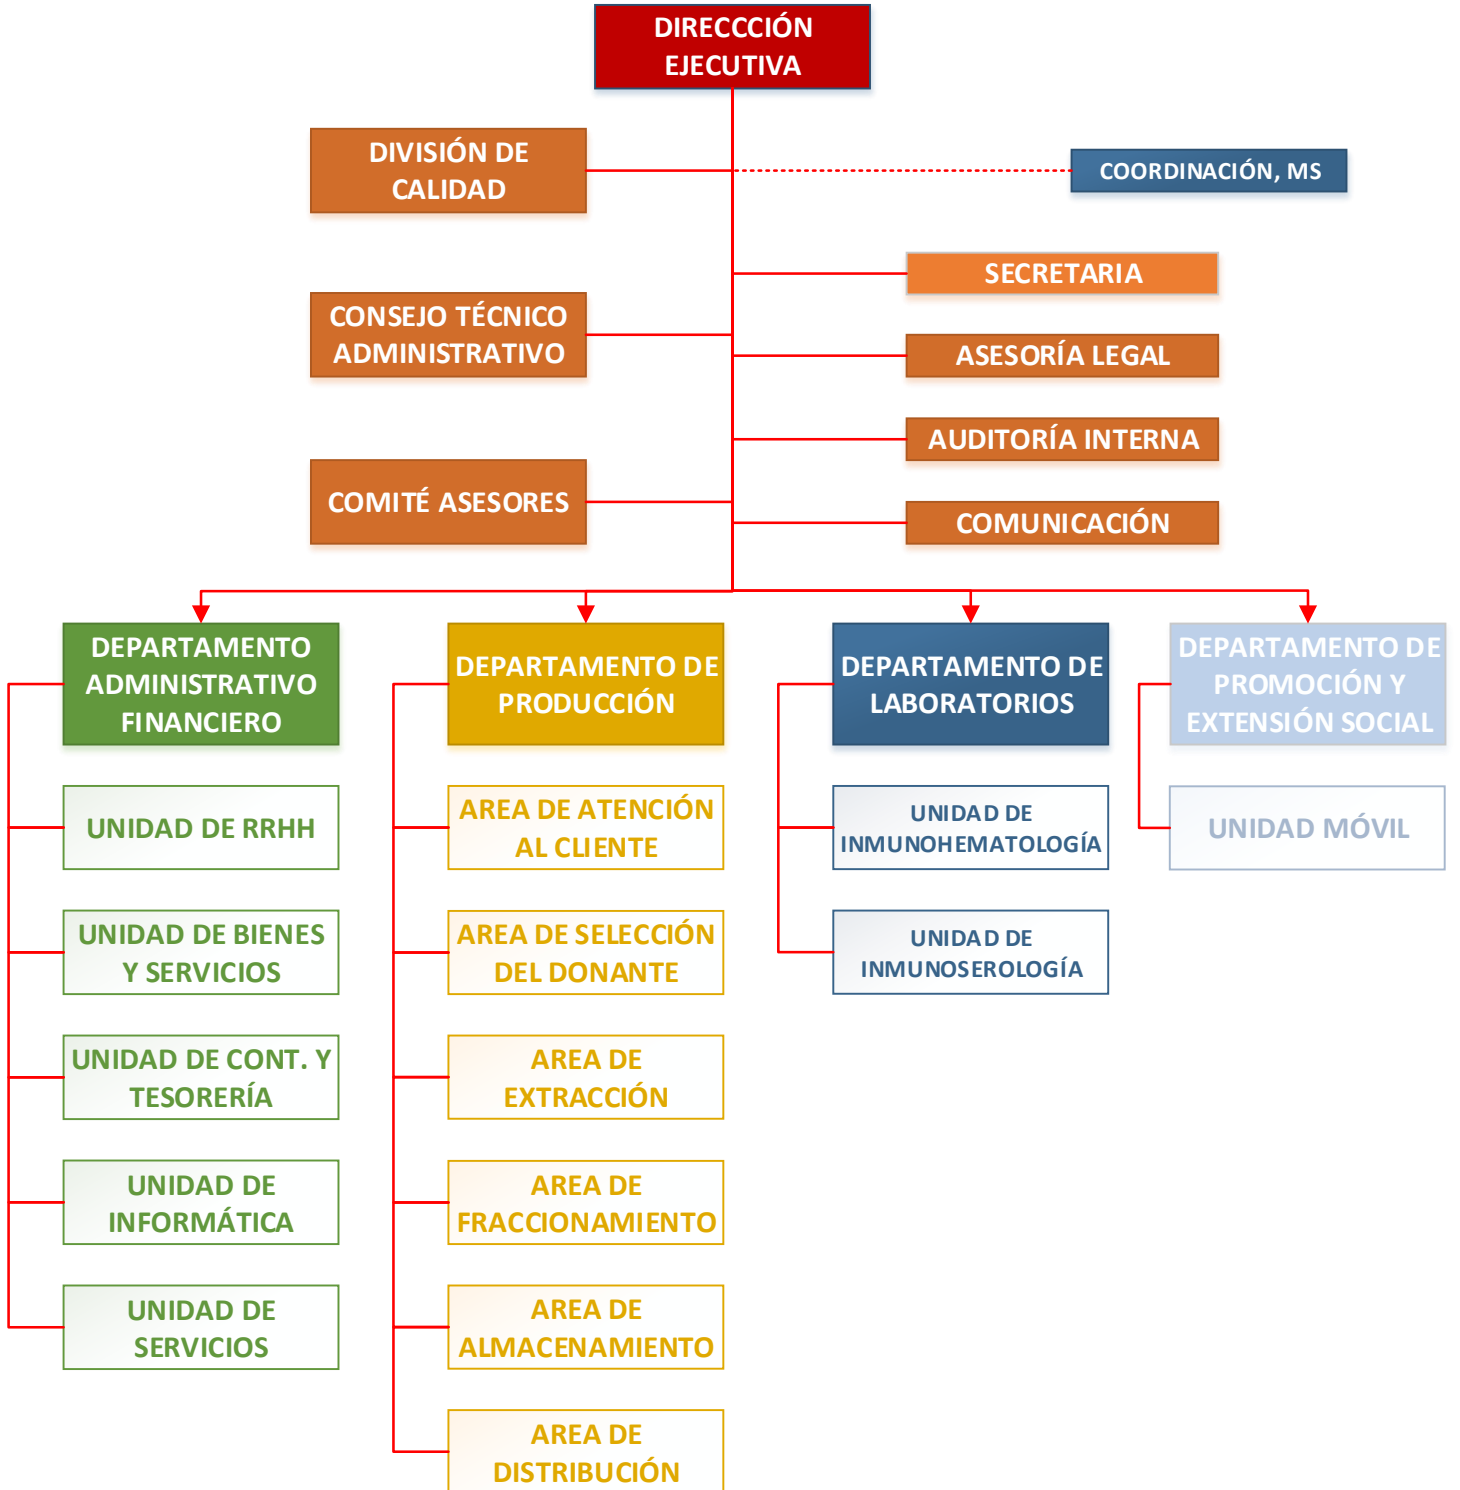 DIRECCCIÓN
EJECUTIVA
DIVISIÓN DE
CALIDAD
COORDINACIÓN, MS
SECRETARIA
CONSEJO TÉCNICO
ADMINISTRATIVO
ASESORÍA LEGAL
AUDITORÍA INTERNA
COMITÉ ASESORES
COMUNICACIÓN
DEPARTAMENTO
ADMINISTRATIVO
FINANCIERO
DEPARTAMENTO DE
PRODUCCIÓN
DEPARTAMENTO DE
LABORATORIOS
DEPARTAMENTO DE
PROMOCIÓN Y
EXTENSIÓN SOCIAL
UNIDAD DE RRHH
AREA DE ATENCIÓN
AL CLIENTE
UNIDAD DE
INMUNOHEMATOLOGÍA
UNIDAD MÓVIL
UNIDAD DE BIENES
Y SERVICIOS
AREA DE SELECCIÓN
DEL DONANTE
UNIDAD DE
INMUNOSEROLOGÍA
UNIDAD DE CONT. Y
TESORERÍA
AREA DE
EXTRACCIÓN
UNIDAD DE
INFORMÁTICA
AREA DE
FRACCIONAMIENTO
UNIDAD DE
SERVICIOS
AREA DE
ALMACENAMIENTO
AREA DE
DISTRIBUCIÓN